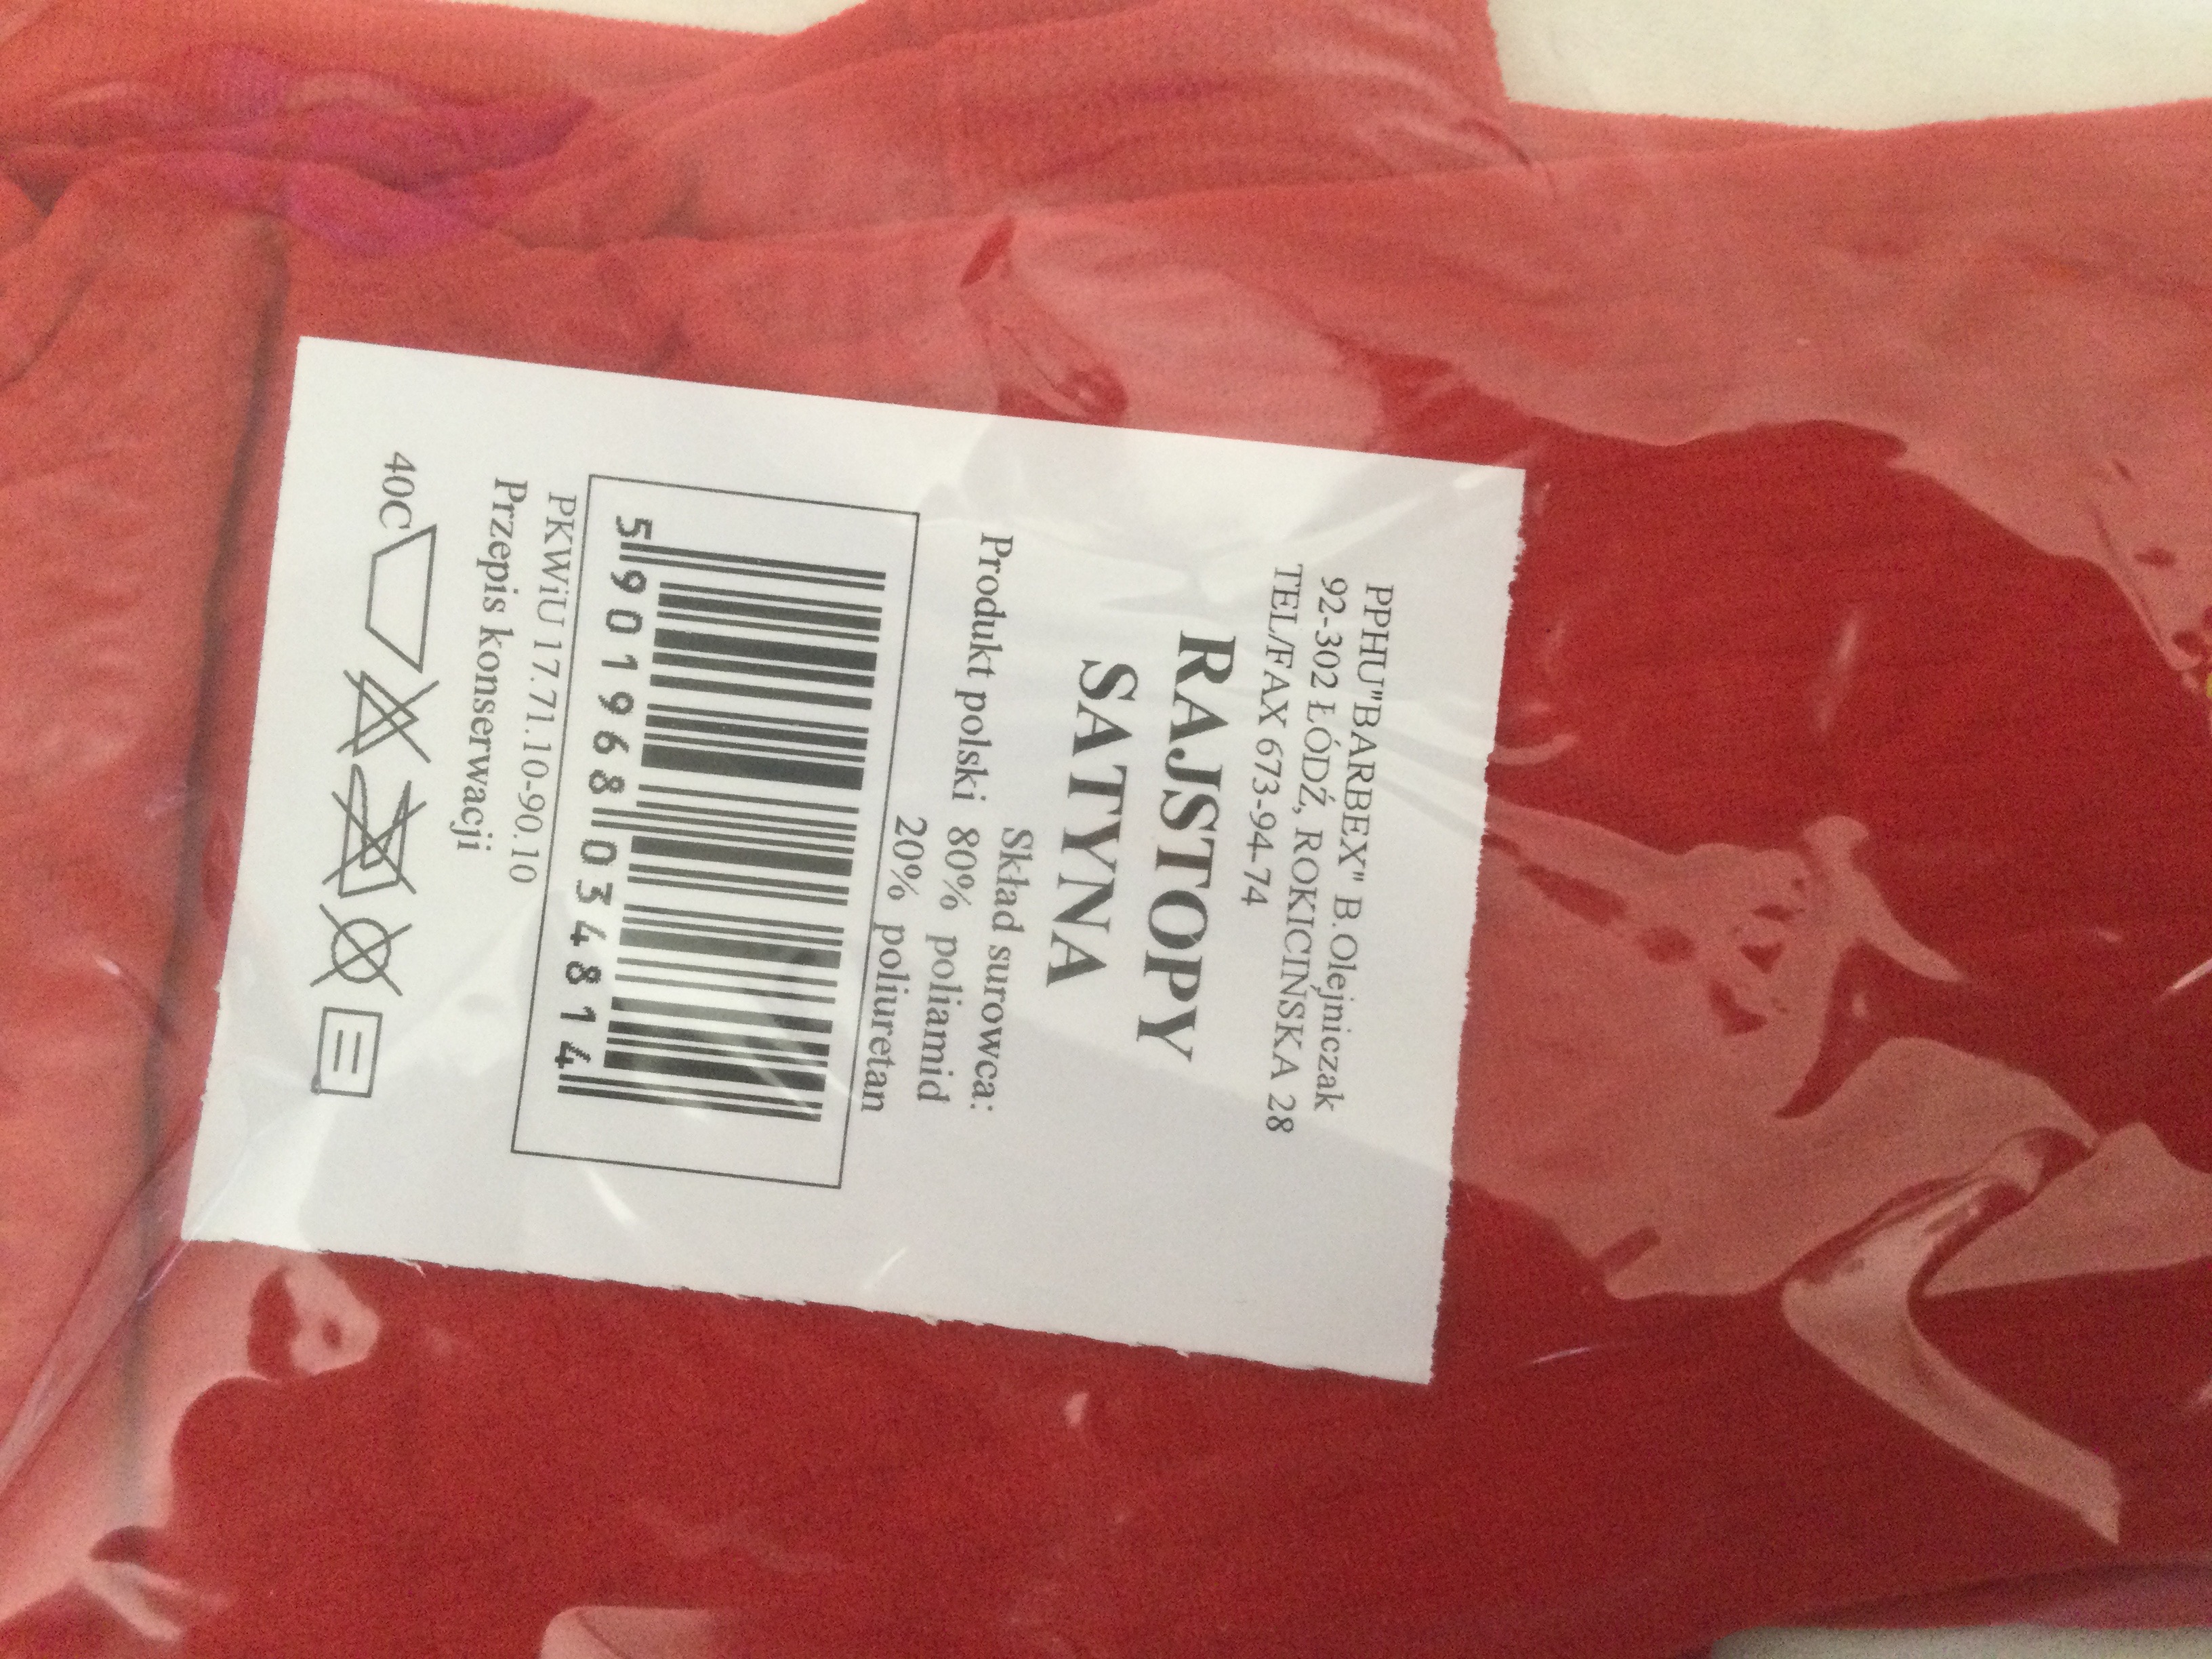 PPHU"BARBEX" B.Olejniczak
92-302 ŁÓDŹ, ROKICIŃSKA 28
TEL/FAX 673-94-74
RAJSTOPY
SATYNA
Skład surowca:
Produkt polski 80% poliamid
20% poliuretan
5 901968 034814
PKWiU 17.71.10-90.10
Przepis konserwacji
40C